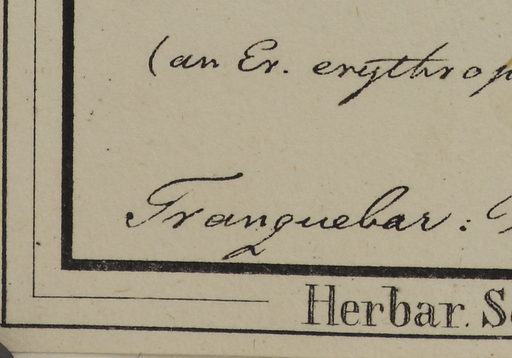 (an Er. erythrop
Tranquebar:
Herbar. S